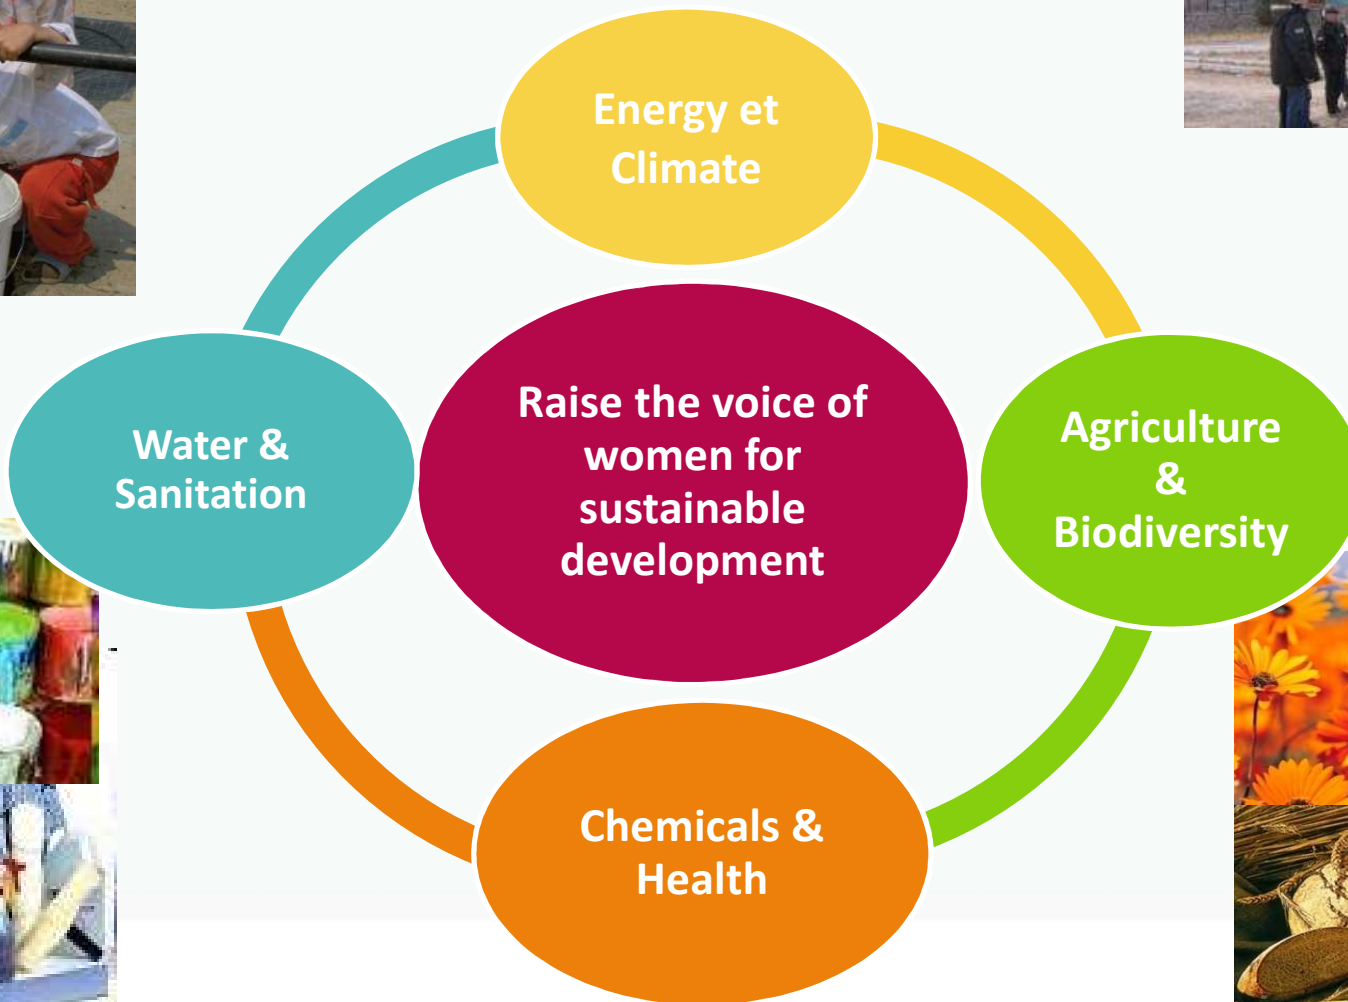 Energy et
Climate
Raise the voice of
women for
sustainable
development
Water &
Sanitation
Agriculture
&
Biodiversity
Chemicals &
Health